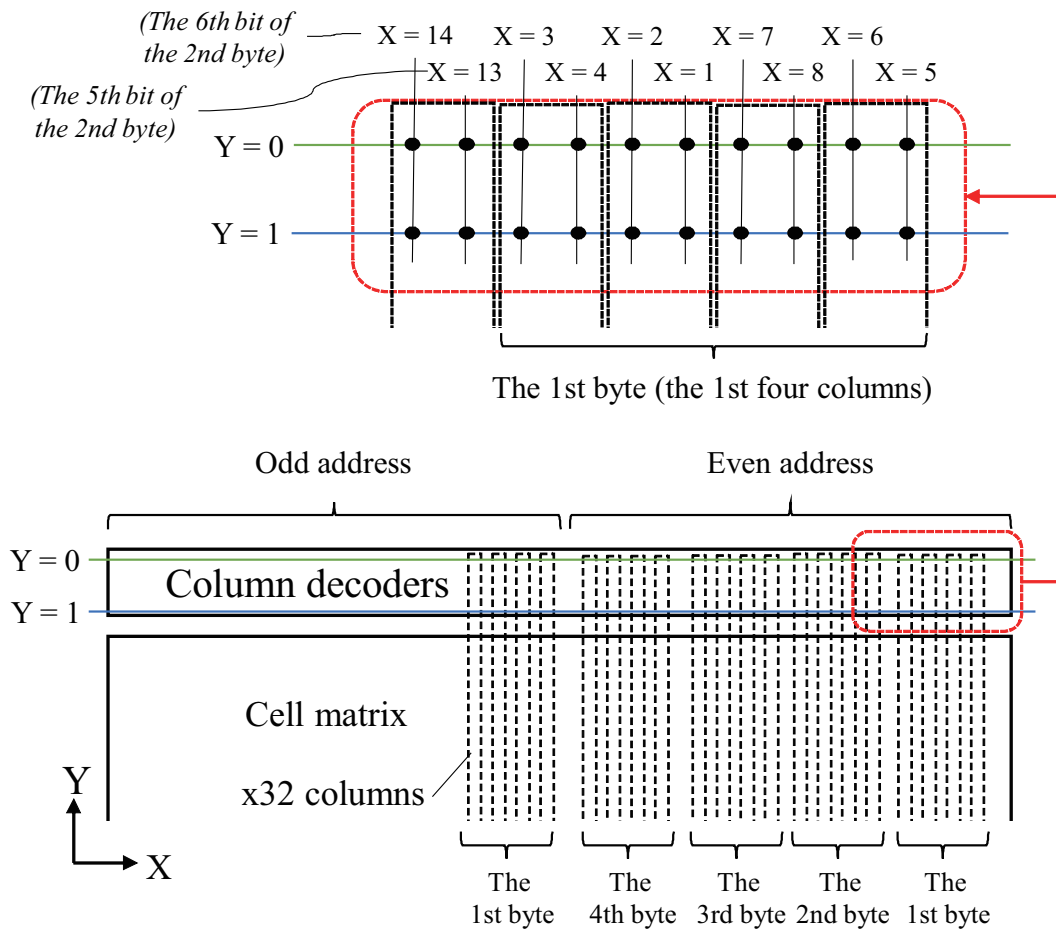 (The 6th bit of
the 2nd byte)
X = 14
X = 3
X = 2
X = 7
X = 6
(The 5th bit of
the 2nd byte)
X = 13
X = 4
X = 1
X = 8
X = 5
Y = 0
Y = 1
The 1st byte (the 1st four columns)
Odd address
Even address
Y = 0
Column decoders
Y = 1
Cell matrix
x32 columns
Y
X
The
1st byte
The
4th byte
The
3rd byte
The
2nd byte
The
1st byte